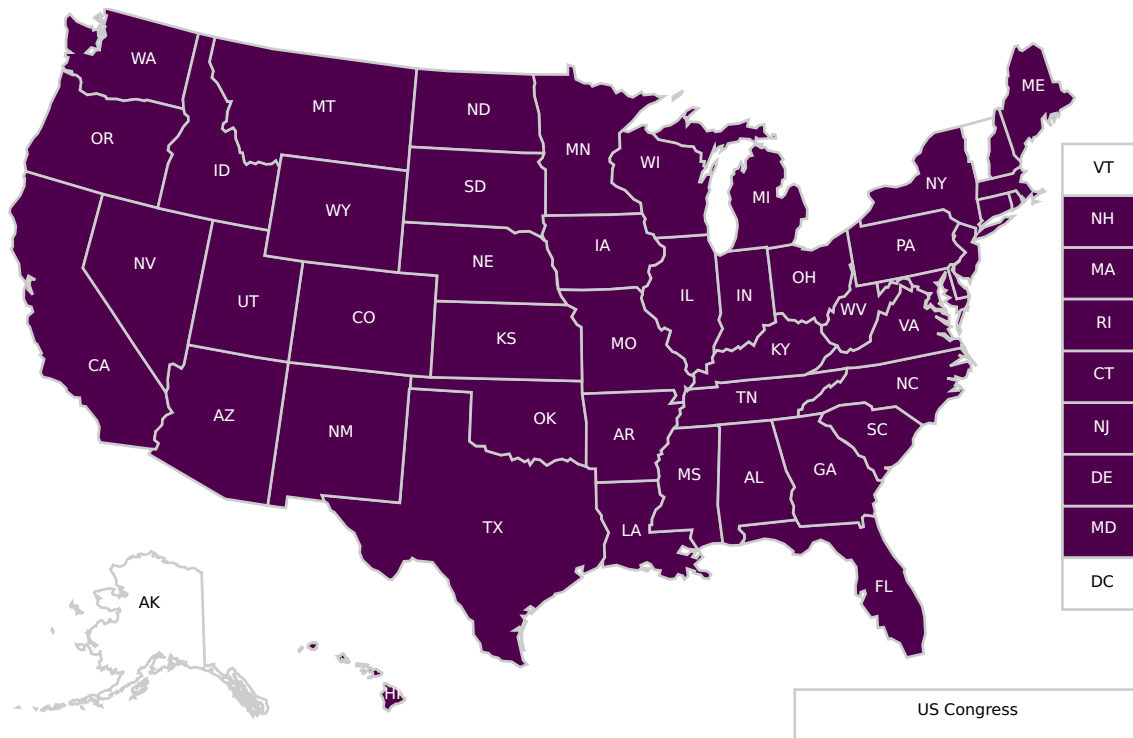 WA
MT
ND
MN
ME
OR
ID
SD
WI
MI
NY
VT
WY
NH
NV
UT
CO
NE
IA
IL
IN
OH
PA
MA
WV
VA
RI
KS
MO
KY
CT
CA
AZ
NM
OK
AR
TN
NC
SC
NJ
MS
AL
GA
DE
TX
LA
MD
FL
DC
AK
HI
US Congress